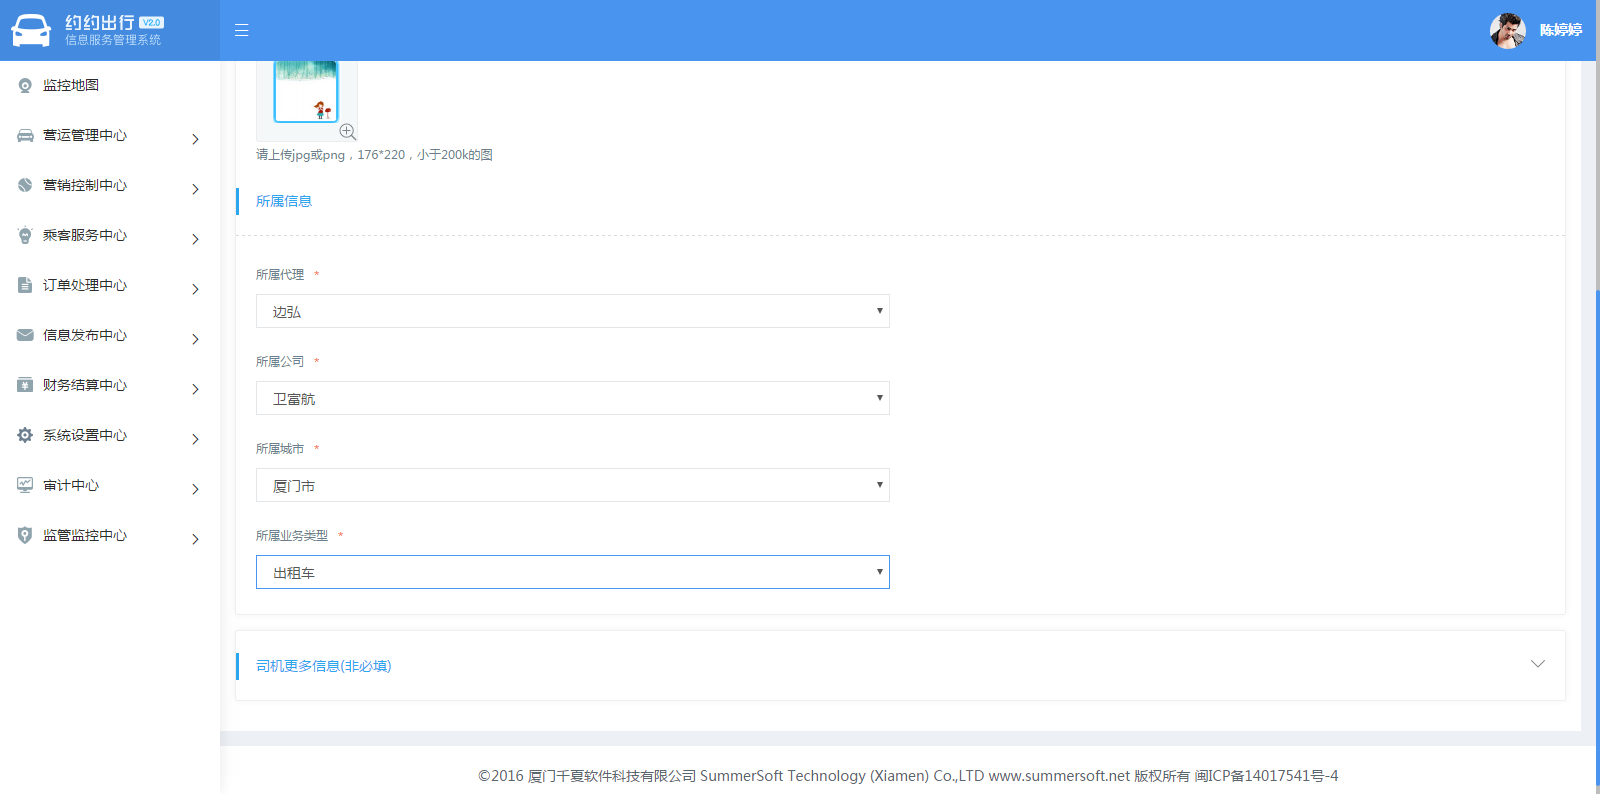 约约出行 V2.0
信息服务管理系统
陈婷婷
监控地图
营运管理中心
营销控制中心
乘客服务中心
订单处理中心
信息发布中心
财务结算中心
系统设置中心
审计中心
监管监控中心
请上传jpg或png，176*220，小于200k的图
所属信息
所属代理 *
边弘
所属公司 *
卫富航
所属城市 *
厦门市
所属业务类型 *
出租车
司机更多信息(非必填)
©2016 厦门千夏软件科技有限公司 SummerSoft Technology (Xiamen) Co.,LTD www.summersoft.net 版权所有 闽ICP备14017541号-4